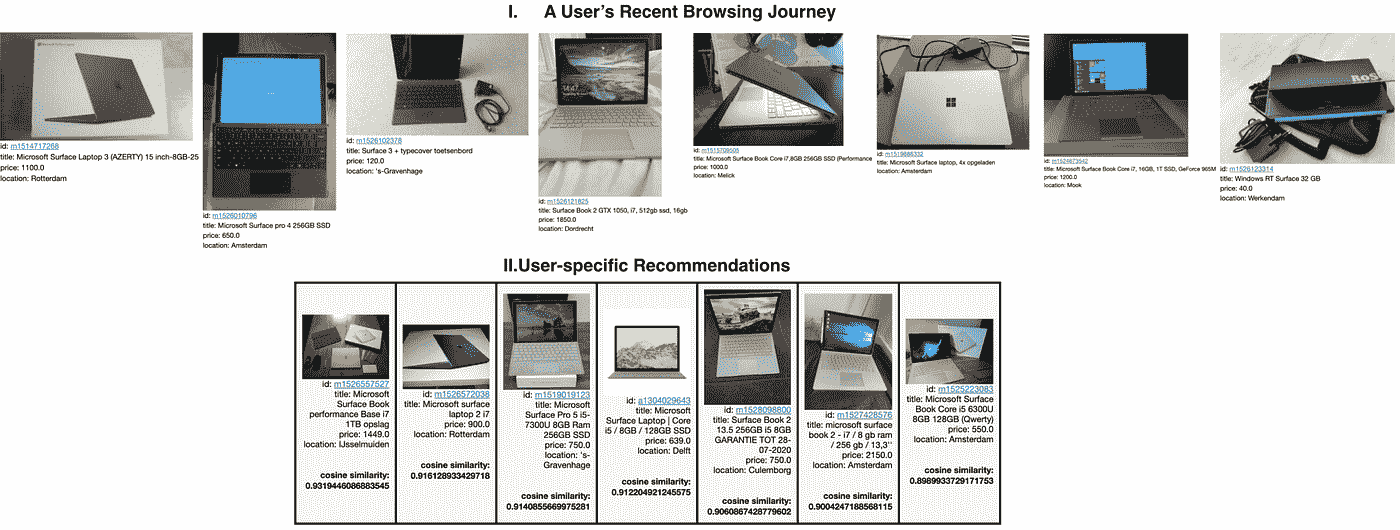 I. A User's Recent Browsing Journey
id: m1514717268
title: Microsoft Surface Laptop 3 (AZERTY) 15 inch-8GB-25
price: 1100.0
location: Rotterdam
id: m1526010796
title: Microsoft Surface pro 4 256GB SSD
price: 650.0
location: Amsterdam
id: m1526102378
title: Surface 3 + typecover toetsenbord
price: 120.0
location: 's-Gravenhage
14:47
id: m1526121825
title: Surface Book 2 GTX 1050, i7, 512gb ssd, 16gb
price: 1850.0
location: Dordrecht
title: Microsoft Surface Book Core i7,8GB 256GB SSD (Performance
price: 1000.0
location: Melick
title: Microsoft Surface laptop, 4x opgeladen
location: Amsterdam
title: Microsoft Surface Book Core i7, 16GB, 1T SSD, GeForce 965M
price: 1200.0
location: Mook
id: m1526123314
title: Windows RT Surface 32 GB
price: 40.0
location: Werkendam
II.User-specific Recommendations
id: m1526557527
title: Microsoft
Surface Book
performance Base i7
1TB opslag
price: 1449.0
location: IJsselmuiden
cosine similarity:
0.9319446086883545
id: m1526572038
title: Microsoft surface
laptop 2 i7
price: 900.0
location: Rotterdam
cosine similarity:
0.916128933429718
id: m1519019123
title: Microsoft
Surface Pro 5 i5-
7300U 8GB Ram
256GB SSD
price: 750.0
location: 's-
Gravenhage
cosine similarity:
0.9140855669975281
id: a1304029643
title: Microsoft
Surface Laptop | Core
i5 / 8GB / 128GB SSD
price: 639.0
location: Delft
cosine similarity:
0.912204921245575
id: m1528098800
title: Surface Book 2
13.5 256GB i5 8GB
GARANTIE TOT 28-
07-2020
price: 750.0
location: Culemborg
cosine similarity:
0.9060867428779602
id: m1527428576
title: microsoft surface
book 2 - i7 / 8 gb ram
/ 256 gb / 13,3''
price: 2150.0
location: Amsterdam
cosine similarity:
0.9004247188568115
id: m1525223083
title: Microsoft Surface
Book Core i5 6300U
8GB 128GB (Qwerty)
price: 550.0
location: Amsterdam
cosine similarity:
0.8989933729171753